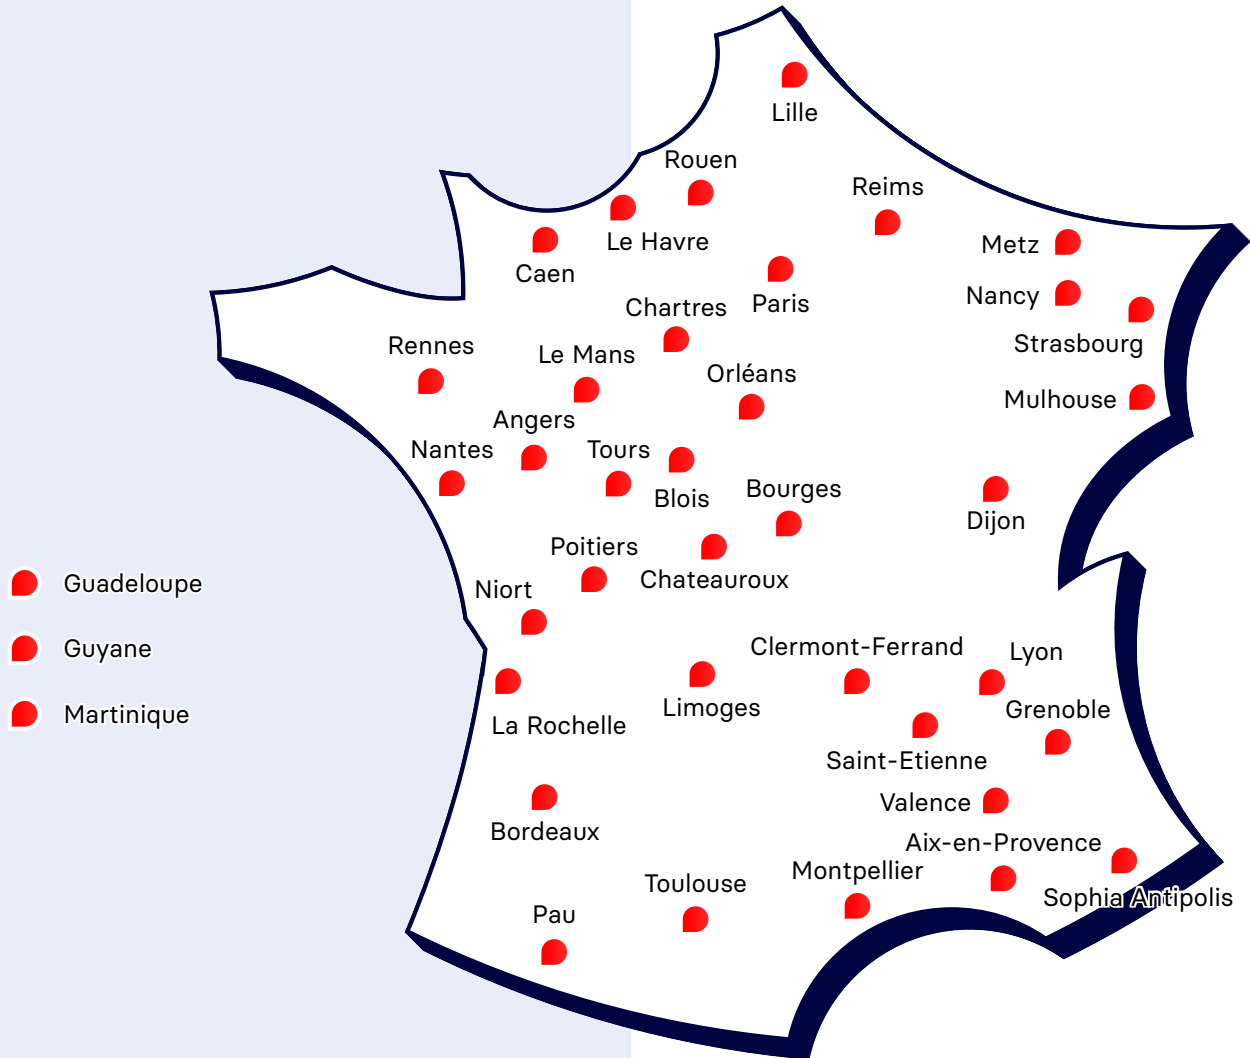 Lille
Rouen
Reims
Le Havre
Metz
Caen
Nancy
Paris
Chartres
Strasbourg
Rennes
Le Mans
Orléans
Mulhouse
Angers
Nantes
Tours
Bourges
Blois
Dijon
Poitiers
Chateauroux
Guadeloupe
Niort
Guyane
Clermont-Ferrand
Lyon
Limoges
Grenoble
Martinique
La Rochelle
Saint-Etienne
Valence
Bordeaux
Aix-en-Provence
Montpellier
Toulouse
Sophia Antipolis
Pau